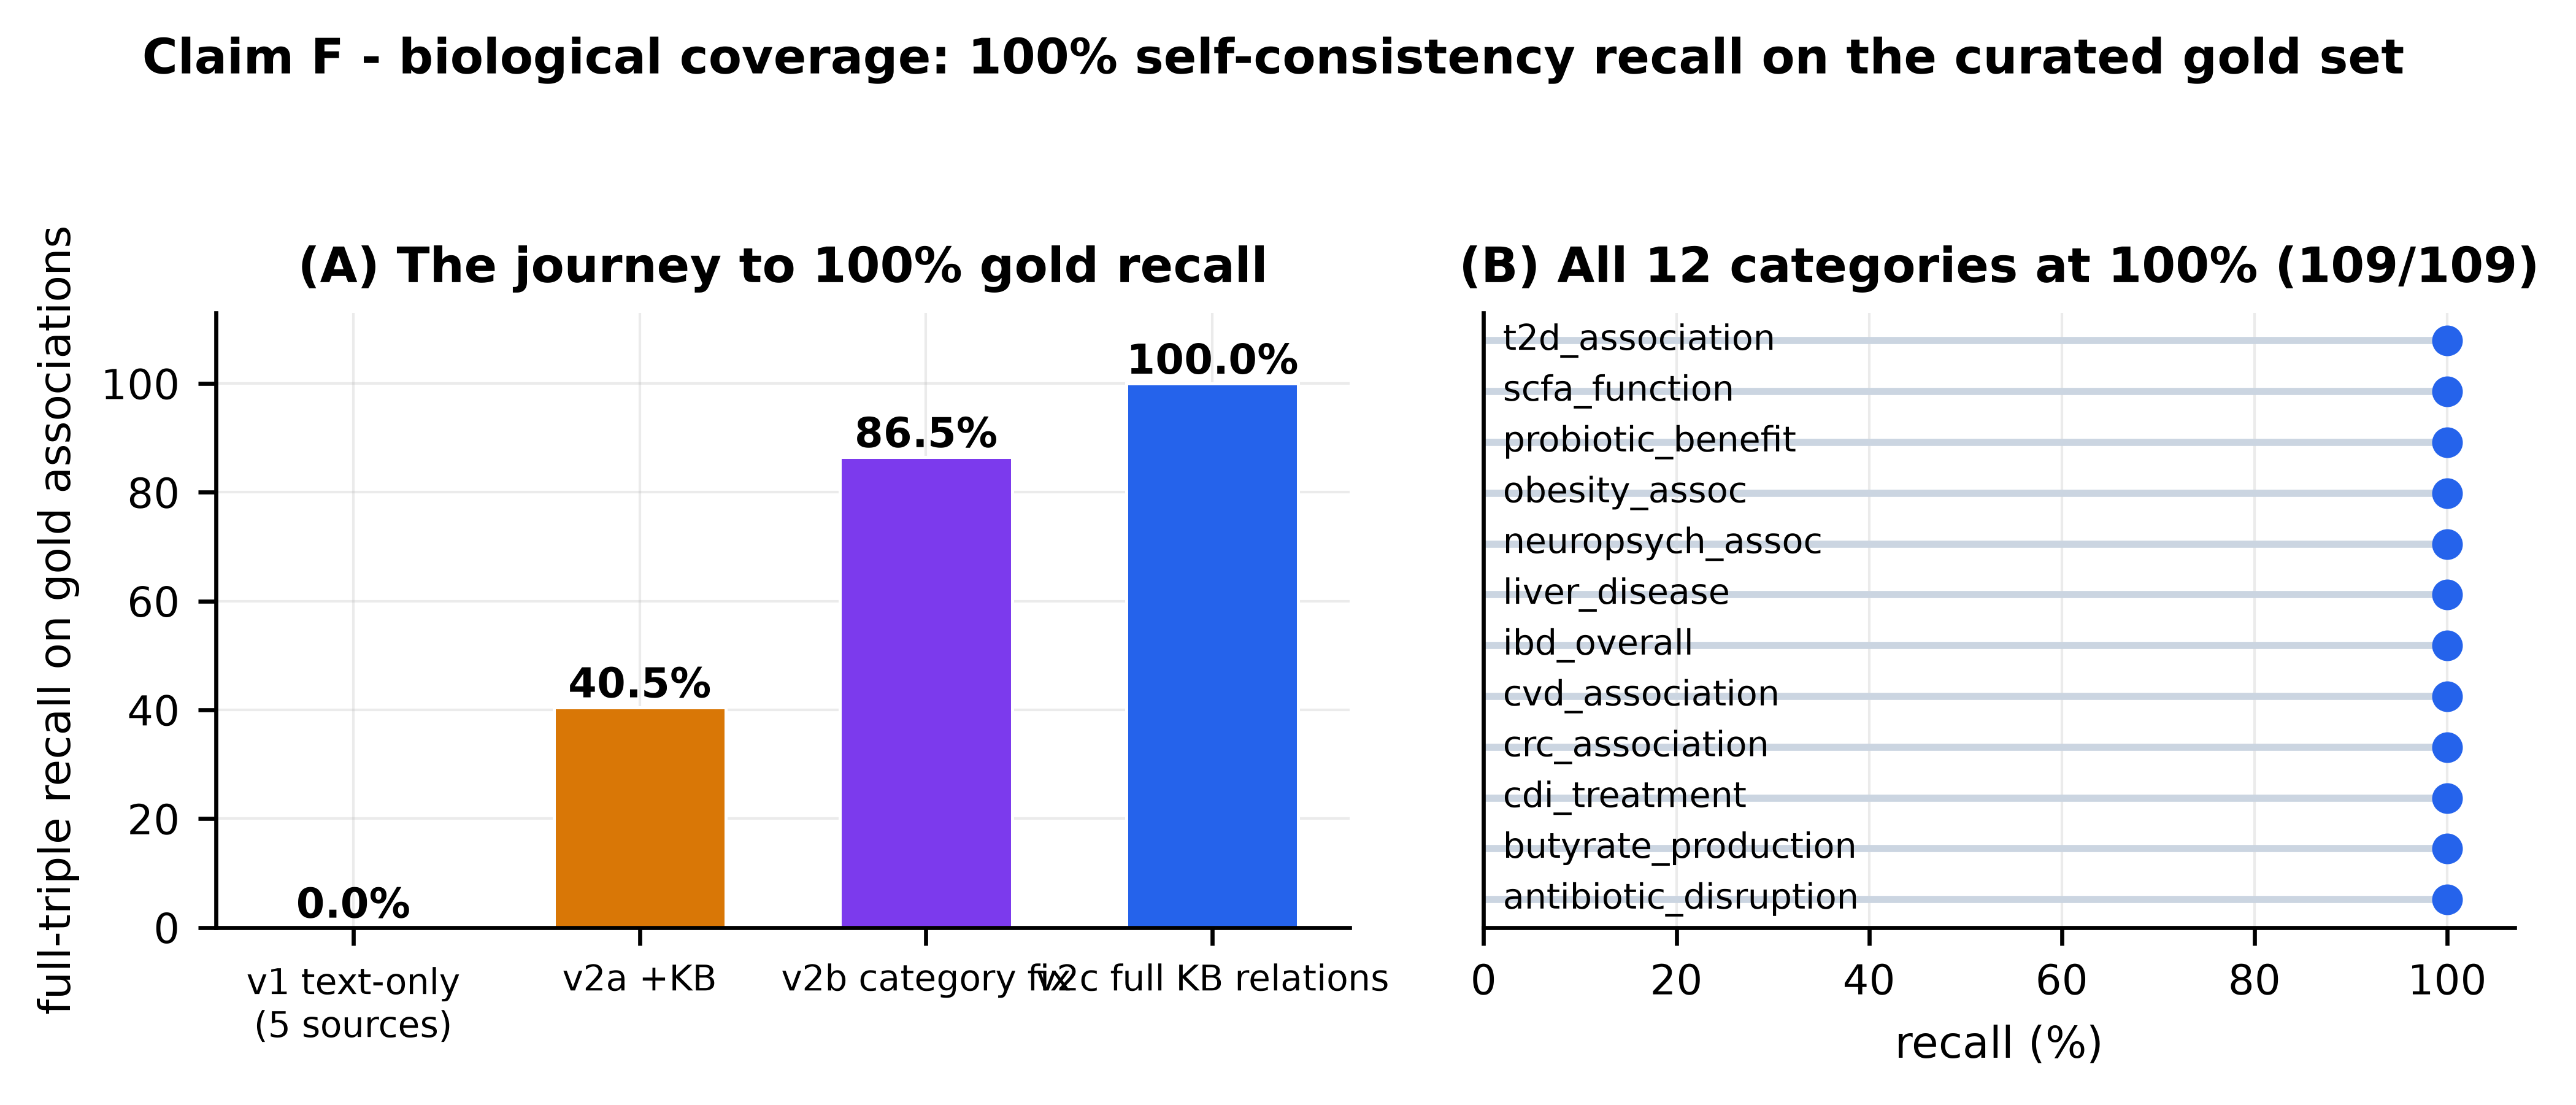 Claim F - biological coverage: 100% self-consistency recall on the curated gold set
(A) The journey to 100% gold recall
full-triple recall on gold associations
100
80
60
40
20
0
0.0%
40.5%
86.5%
100.0%
v1 text-only
(5 sources)
v2a +KB
v2b category fix
v2c full KB relations
(B) All 12 categories at 100% (109/109)
t2d_association
scfa_function
probiotic_benefit
obesity_assoc
neuropsych_assoc
liver_disease
ibd_overall
cvd_association
crc_association
cdi_treatment
butyrate_production
antibiotic_disruption
0 20 40 60 80 100
recall (%)